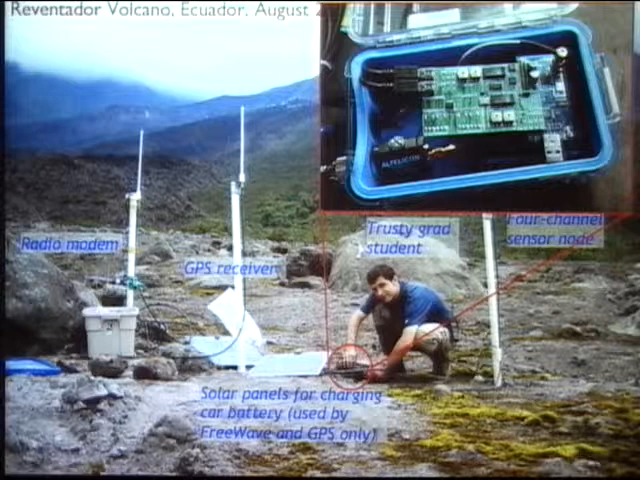 Reventador Volcano, Ecuador, August
ALTELICON
Radio modem
GPS receiver
Trusty grad
student
Four-channel
sensor node
Solar panels for charging
car battery (used by
FreeWave and GPS only)